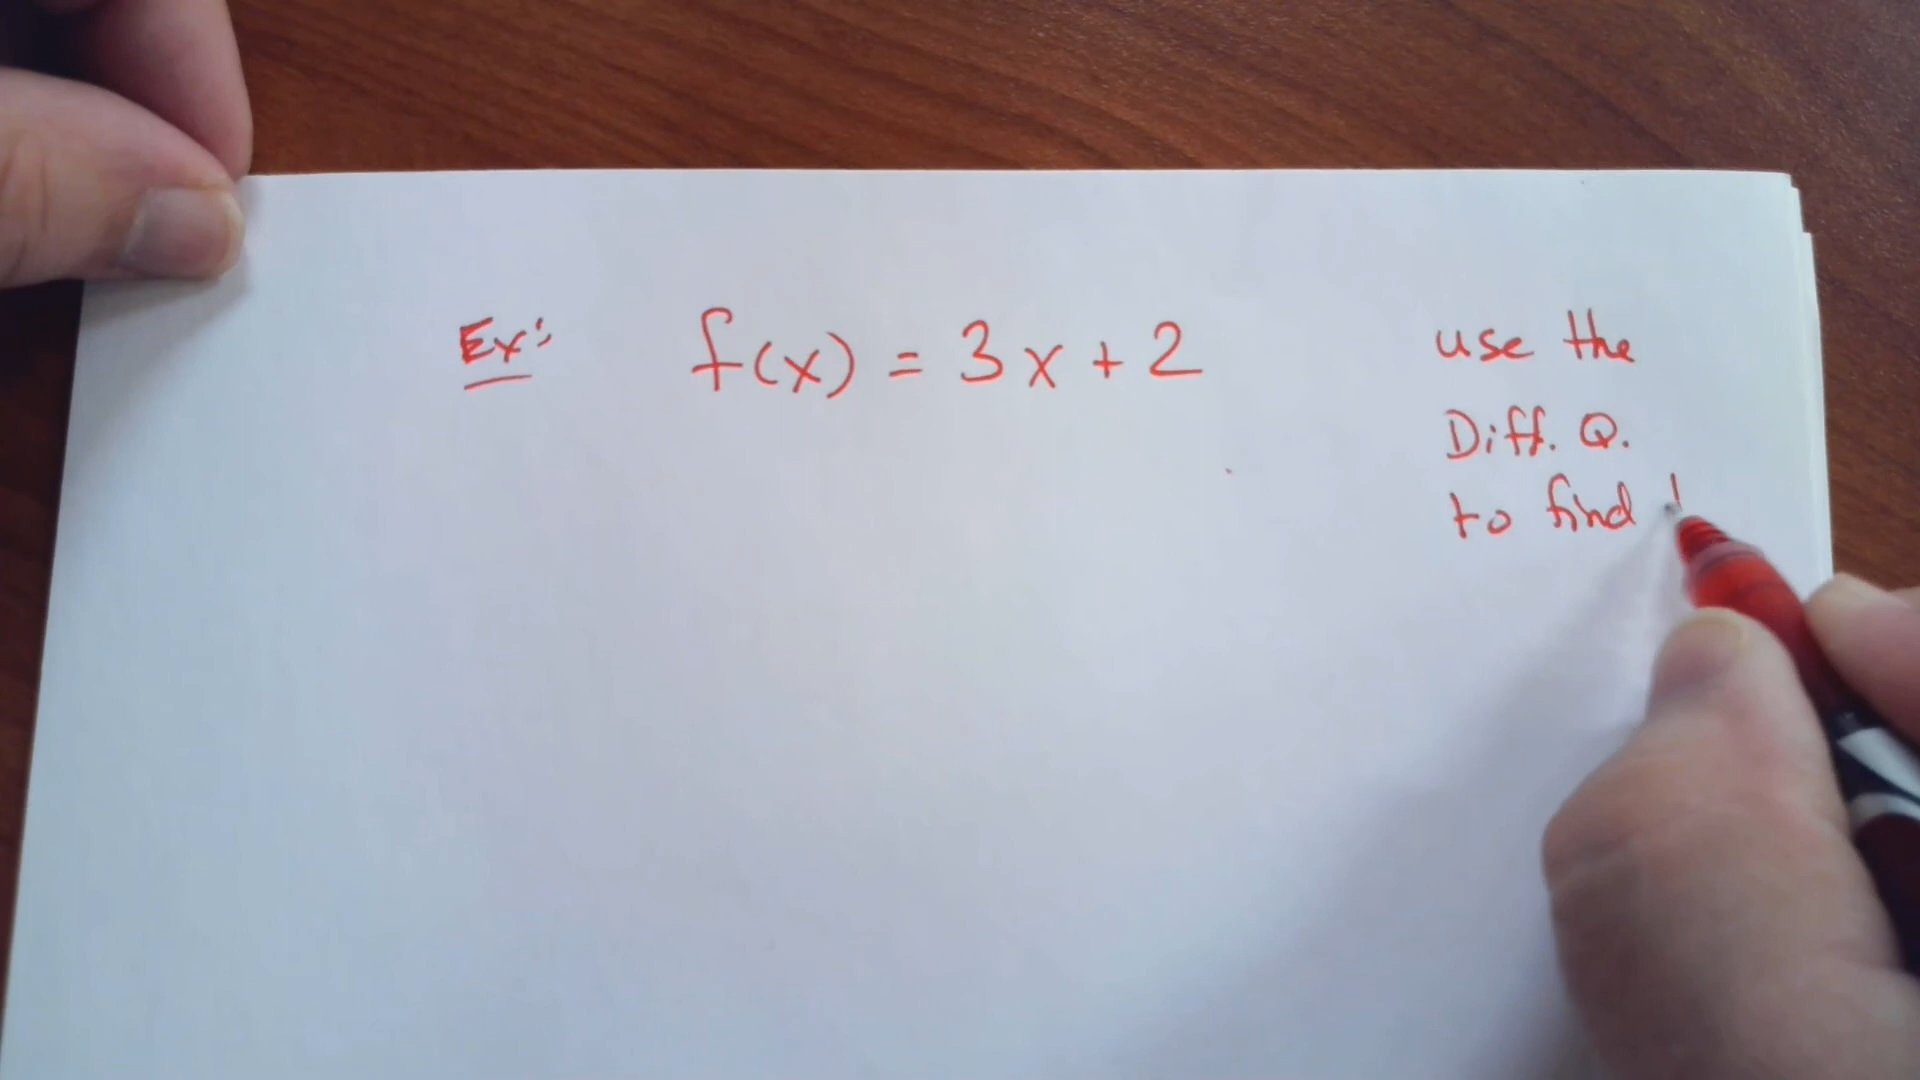 Ex: f(x) = 3x + 2
use the
Diff. Q.
to find